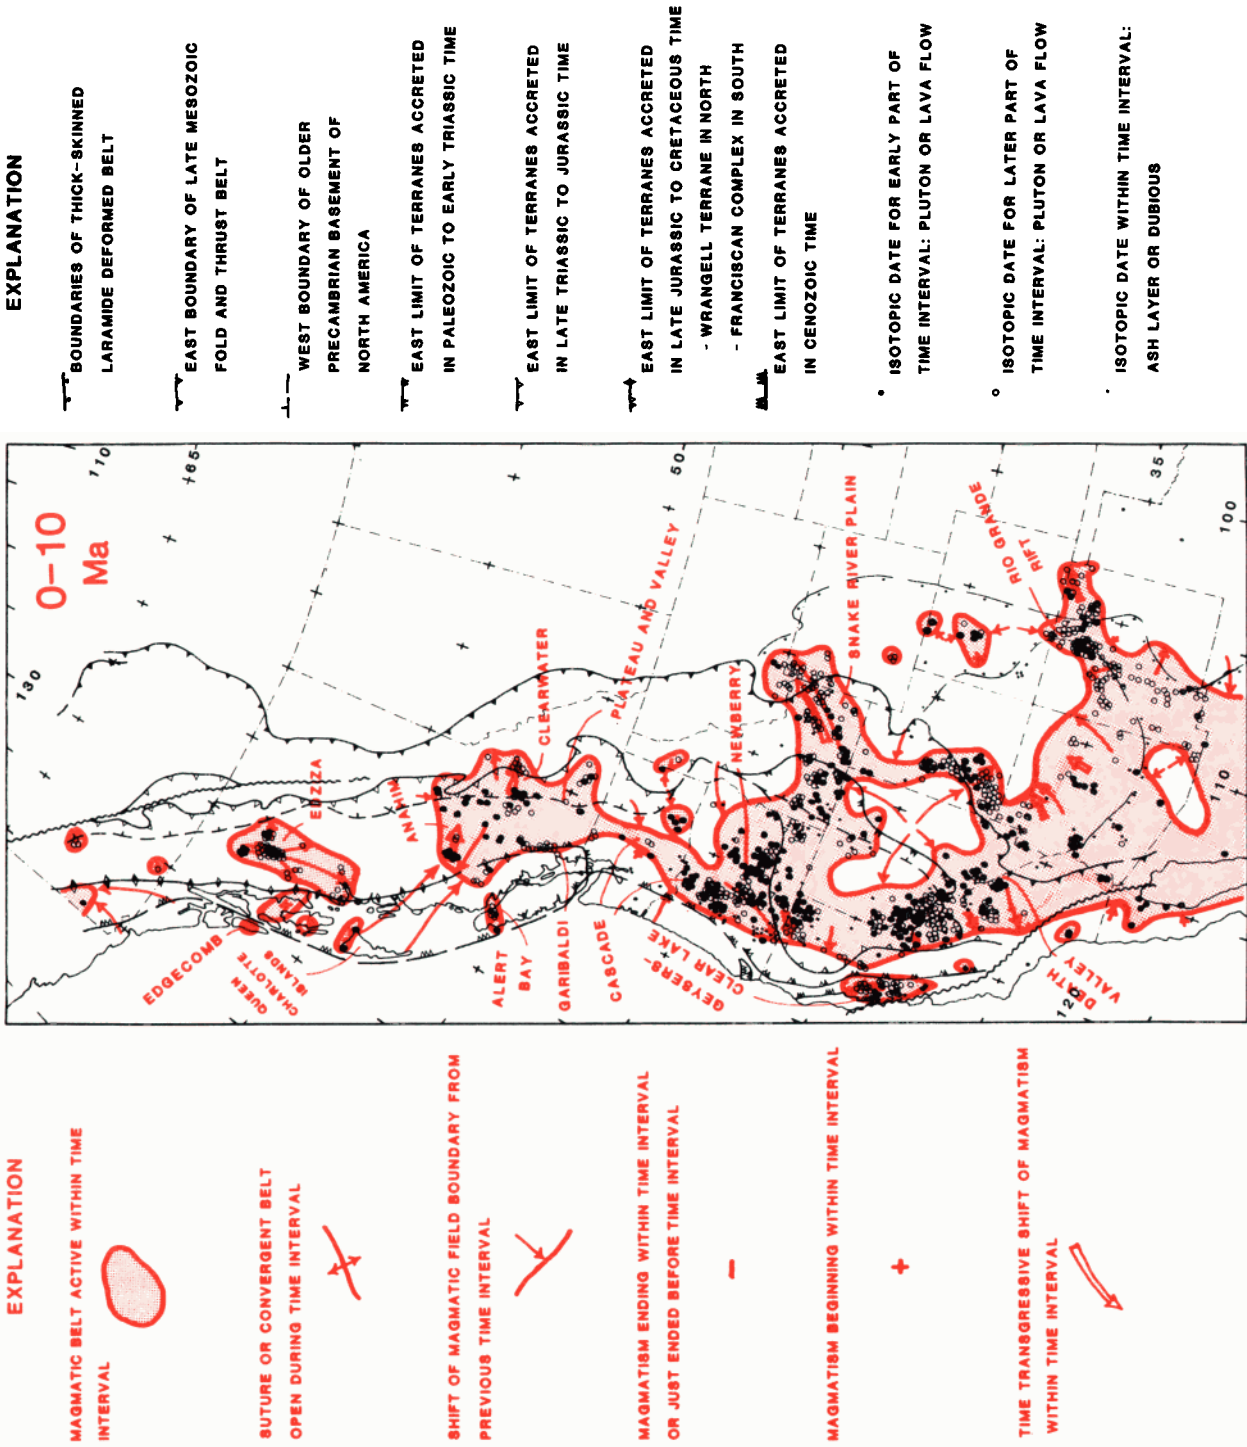 EXPLANATION
MAGMATIC BELT ACTIVE WITHIN TIME
INTERVAL
SUTURE OR CONVERGENT BELT
OPEN DURING TIME INTERVAL
SHIFT OF MAGMATIC FIELD BOUNDARY FROM
PREVIOUS TIME INTERVAL
MAGMATISM ENDING WITHIN TIME INTERVAL
OR JUST ENDED BEFORE TIME INTERVAL
MAGMATISM BEGINNING WITHIN TIME INTERVAL
TIME TRANSGRESSIVE SHIFT OF MAGMATISM
WITHIN TIME INTERVAL
0–10
Ma
130
110
65
50
35
100
110
120
EDGECOMB
QUEEN
CHARLOTTE
ISLANDS
EDZZA
ANAHIM
ALERT
BAY
GARIBALDI
CASCADE
CLEARWATER
PLATEAU AND VALLEY
NEWBERRY
GEYSERS-
CLEAR LAKE
SNAKE RIVER PLAIN
RIO GRANDE
RIFT
DEATH
VALLEY
EXPLANATION
BOUNDARIES OF THICK-SKINNED
LARAMIDE DEFORMED BELT
EAST BOUNDARY OF LATE MESOZOIC
FOLD AND THRUST BELT
WEST BOUNDARY OF OLDER
PRECAMBRIAN BASEMENT OF
NORTH AMERICA
EAST LIMIT OF TERRANES ACCRETED
IN PALEOZOIC TO EARLY TRIASSIC TIME
EAST LIMIT OF TERRANES ACCRETED
IN LATE TRIASSIC TO JURASSIC TIME
EAST LIMIT OF TERRANES ACCRETED
IN LATE JURASSIC TO CRETACEOUS TIME
- WRANGELL TERRANE IN NORTH
- FRANCISCAN COMPLEX IN SOUTH
EAST LIMIT OF TERRANES ACCRETED
IN CENOZOIC TIME
ISOTOPIC DATE FOR EARLY PART OF
TIME INTERVAL: PLUTON OR LAVA FLOW
ISOTOPIC DATE FOR LATER PART OF
TIME INTERVAL: PLUTON OR LAVA FLOW
ISOTOPIC DATE WITHIN TIME INTERVAL:
ASH LAYER OR DUBIOUS